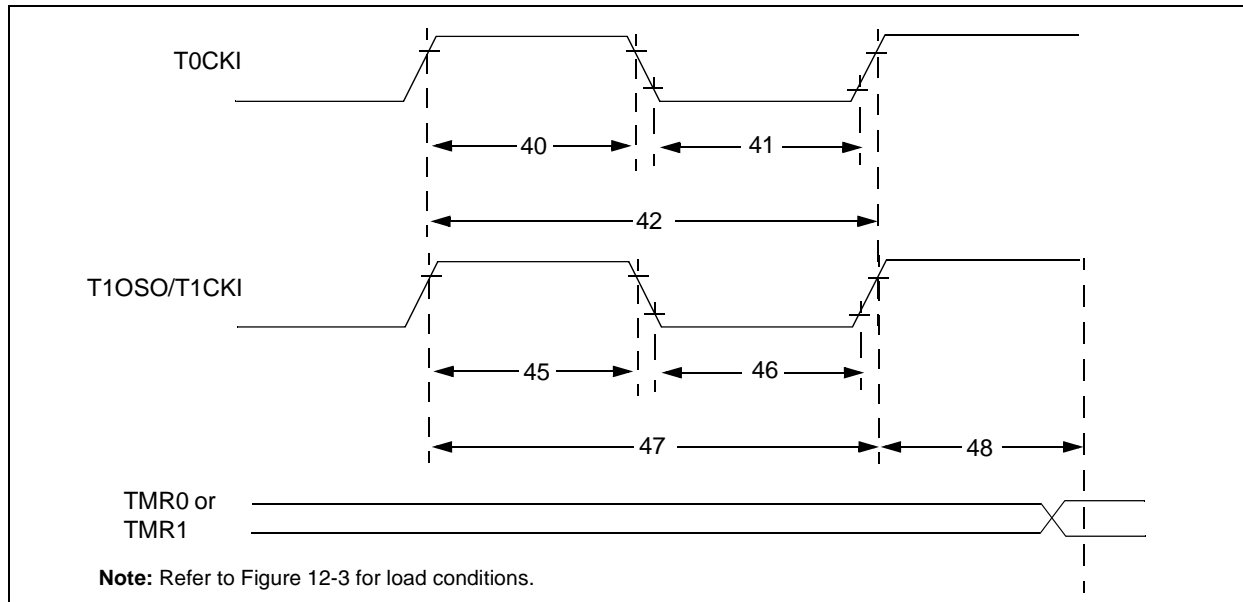 T0CKI
40
41
42
T1OSO/T1CKI
45
46
47
48
TMR0 or
TMR1
Note: Refer to Figure 12-3 for load conditions.